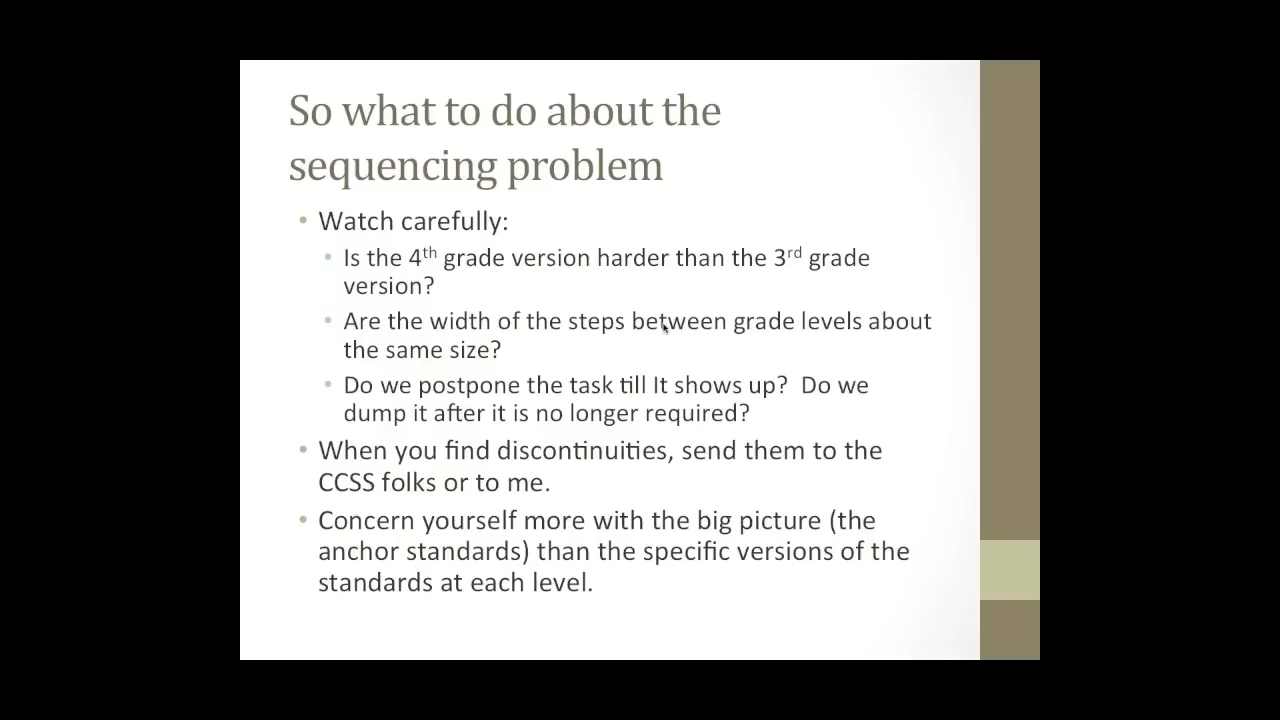 So what to do about the
sequencing problem
• Watch carefully:
• Is the 4th grade version harder than the 3rd grade
version?
• Are the width of the steps between grade levels about
the same size?
• Do we postpone the task till It shows up?  Do we
dump it after it is no longer required?
• When you find discontinuities, send them to the
CCSS folks or to me.
• Concern yourself more with the big picture (the
anchor standards) than the specific versions of the
standards at each level.